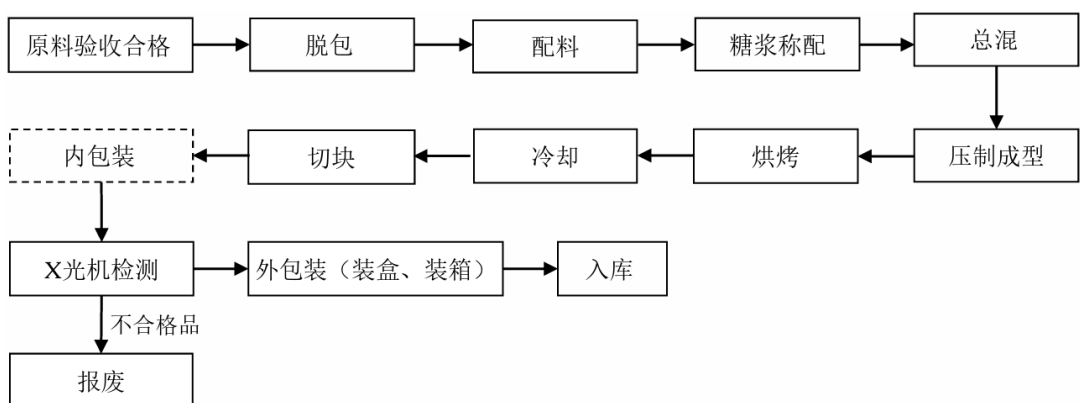 原料验收合格
脱包
配料
糖浆称配
总混
内包装
切块
冷却
烘烤
压制成型
X光机检测
外包装（装盒、装箱）
入库
不合格品
报废